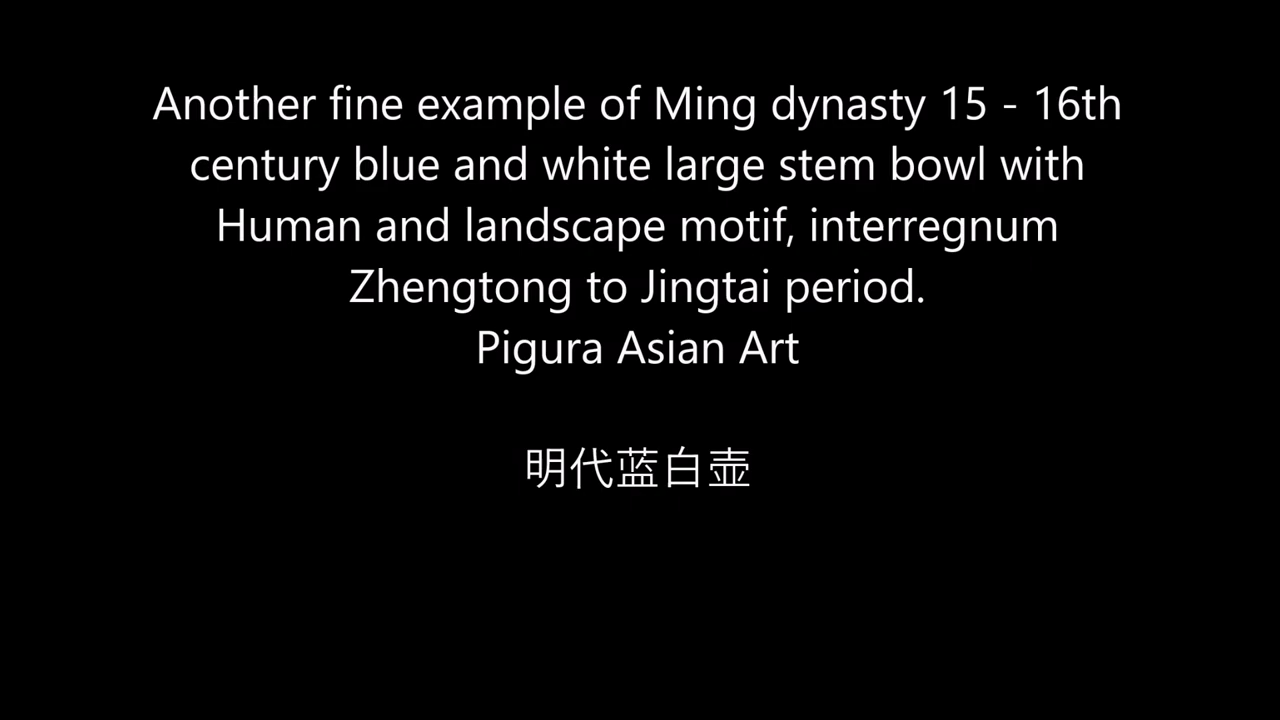 Another fine example of Ming dynasty 15 - 16th
century blue and white large stem bowl with
Human and landscape motif, interregnum
Zhengtong to Jingtai period.
Pigura Asian Art
明代蓝白壶